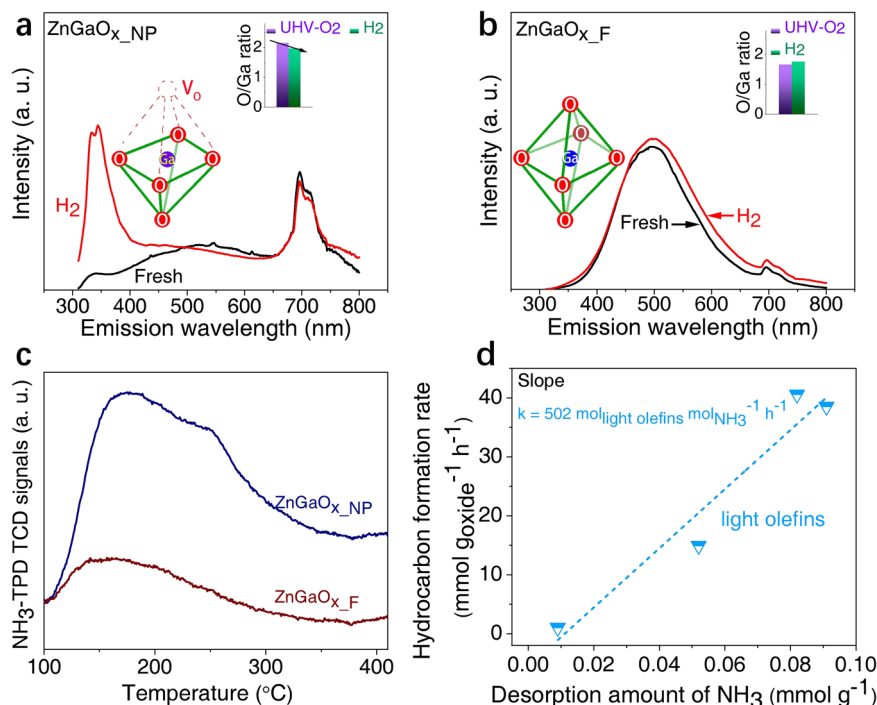 a
ZnGaOx_NP
UHV-O2 H2
O/Ga ratio
2
1
0
Vo
O O O O O
Ga
H2
Fresh
Intensity (a. u.)
300 400 500 600 700 800
Emission wavelength (nm)
b
ZnGaOx_F
UHV-O2
H2
O/Ga ratio
2
1
0
O O O O O O
Ga
Fresh
H2
Intensity (a. u.)
300 400 500 600 700 800
Emission wavelength (nm)
c
NH3-TPD TCD signals (a. u.)
ZnGaOx_NP
ZnGaOx_F
100 200 300 400
Temperature (°C)
d
Slope
k = 502 mollight olefins molNH3⁻¹ h⁻¹
light olefins
Hydrocarbon formation rate
(mmol goxide⁻¹ h⁻¹)
40
30
20
10
0
0.00 0.02 0.04 0.06 0.08 0.10
Desorption amount of NH3 (mmol g⁻¹)